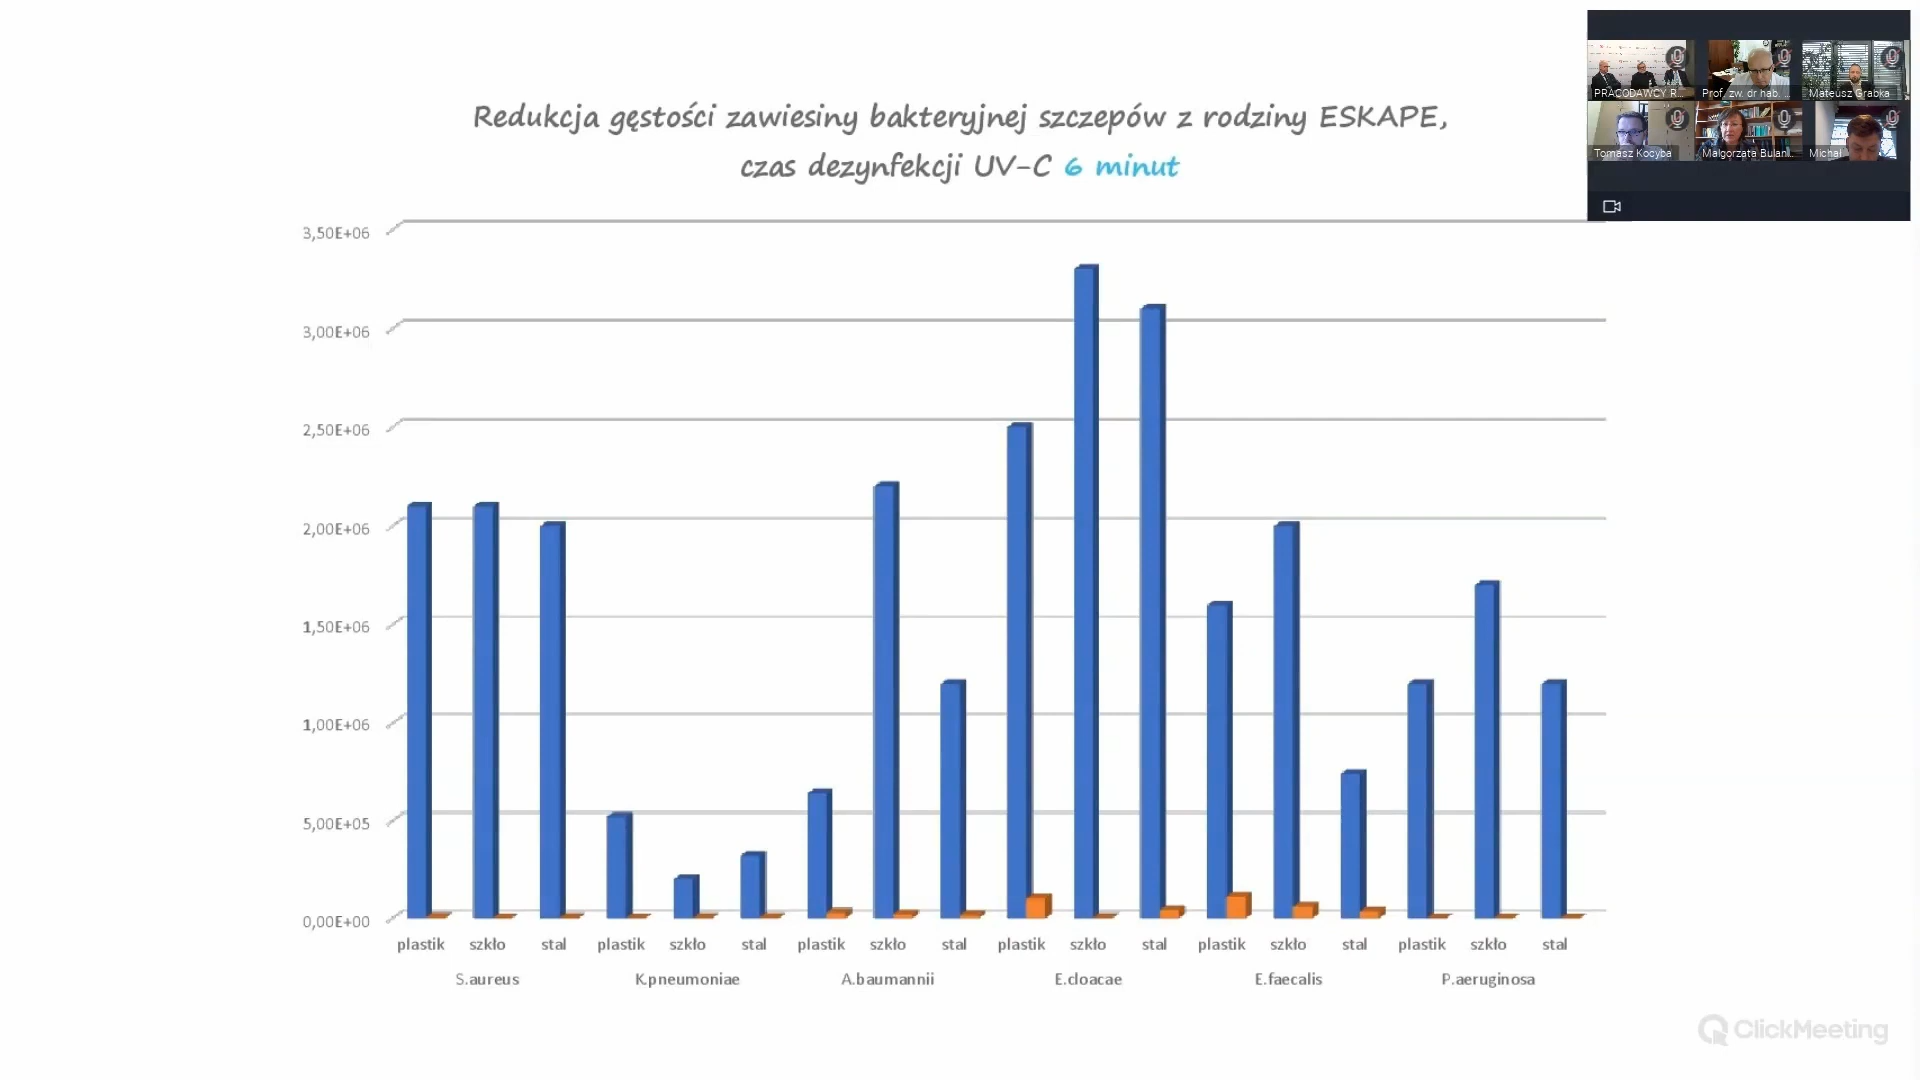 Redukcja gęstości zawiesiny bakteryjnej szczepów z rodziny ESKAPE,
czas dezynfekcji UV-C 6 minut
PRACODAWCY R...
Prof. zw. dr hab. ...
Mateusz Grabka
Tomasz Kocyba
Malgorzata Bulani...
Michał
3,50E+06
3,00E+06
2,50E+06
2,00E+06
1,50E+06
1,00E+06
5,00E+05
0,00E+00
plastik szkło stal plastik szkło stal plastik szkło stal plastik szkło stal plastik szkło stal plastik szkło stal
S.aureus K.pneumoniae A.baumannii E.cloacae E.faecalis P.aeruginosa
ClickMeeting